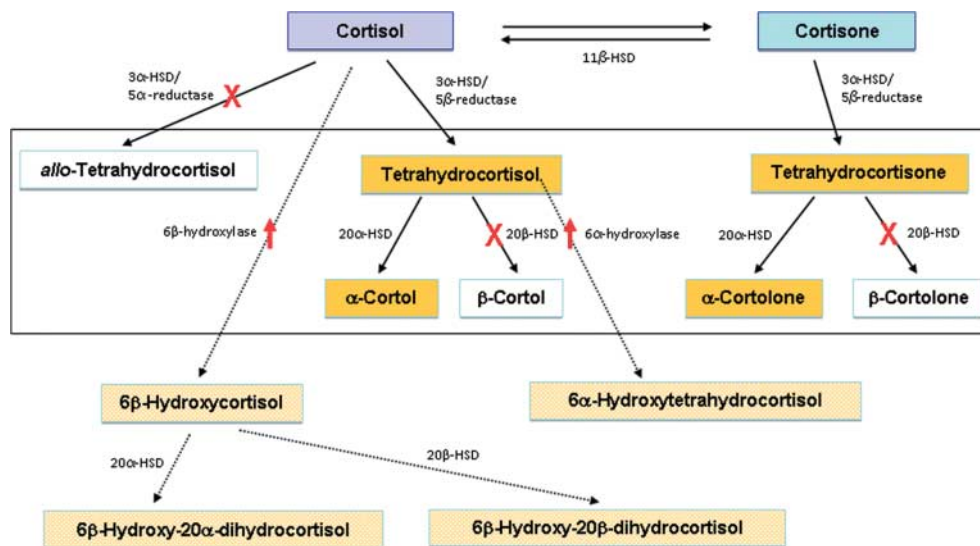 Cortisol
Cortisone
11β-HSD
3α-HSD/
5α-reductase
3α-HSD/
5β-reductase
3α-HSD/
5β-reductase
allo-Tetrahydrocortisol
Tetrahydrocortisol
Tetrahydrocortisone
6β-hydroxylase
20α-HSD
20β-HSD
6α-hydroxylase
20α-HSD
20β-HSD
α-Cortol
β-Cortol
α-Cortolone
β-Cortolone
6β-Hydroxycortisol
6α-Hydroxytetrahydrocortisol
20α-HSD
20β-HSD
6β-Hydroxy-20α-dihydrocortisol
6β-Hydroxy-20β-dihydrocortisol